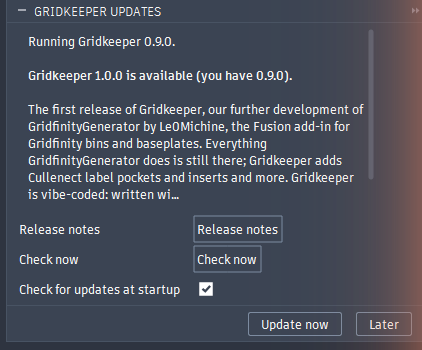 GRIDKEEPER UPDATES
Running Gridkeeper 0.9.0.
Gridkeeper 1.0.0 is available (you have 0.9.0).
The first release of Gridkeeper, our further development of
GridfinityGenerator by Le0Michine, the Fusion add-in for
Gridfinity bins and baseplates. Everything
GridfinityGenerator does is still there; Gridkeeper adds
Cullenect label pockets and inserts and more. Gridkeeper
is vibe-coded: written wi...
Release notes Release notes
Check now Check now
Check for updates at startup
Update now Later